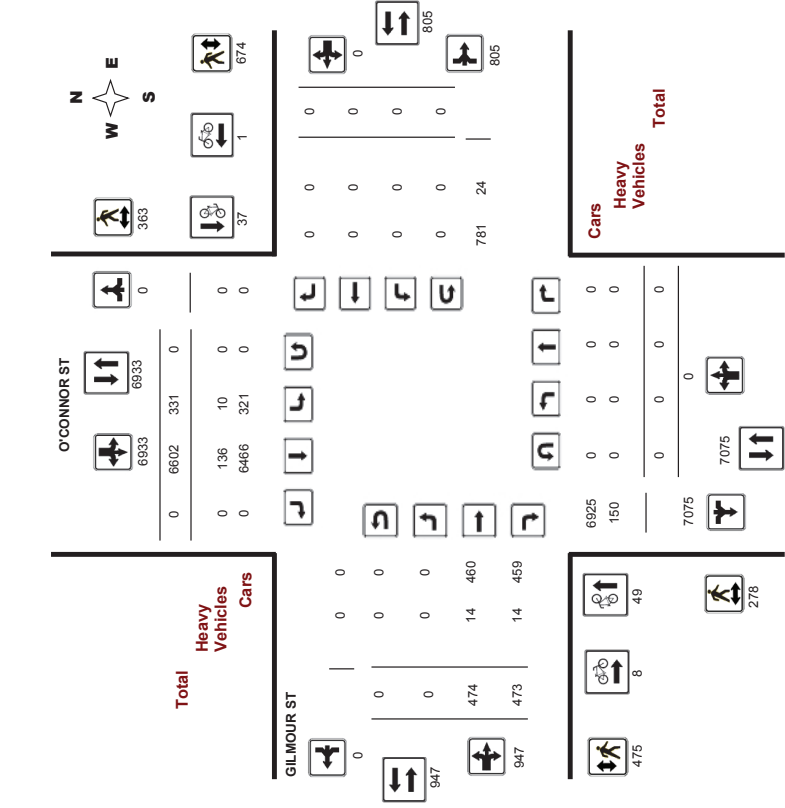 N
W E
S
674
1
363
37
0
805
805
0 0 0 0
0 0 0 0 24
0 0 0 0 781
O'CONNOR ST
0
6933
6933
0 6602 331 0
0 136 10 0 0
0 6466 321 0 0
Total
Heavy
Vehicles
Cars
Cars
Heavy
Vehicles
Total
GILMOUR ST
0 0
0 0 0
0 0 0
474 14 460
473 14 459
0
947
947
6925 0 0 0 0
150 0 0 0 0
0 0 0 0
7075
7075
0
49
8
475
278